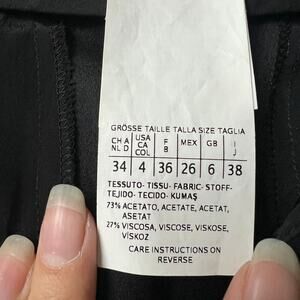 GRÖSSE TAILLE TALLA SIZE TAGLIA
CH A NL D | USA CA COL | F B | MEX | GB | I J
34 | 4 | 36 | 26 | 6 | 38
TESSUTO- TISSU- FABRIC- STOFF-
TEJIDO- TECIDO- KUMAŞ
73% ACETATO, ACETATE, ACETAT,
ASETAT
27% VISCOSA, VISCOSE, VISKOSE,
VİSKOZ
CARE INSTRUCTIONS ON
REVERSE